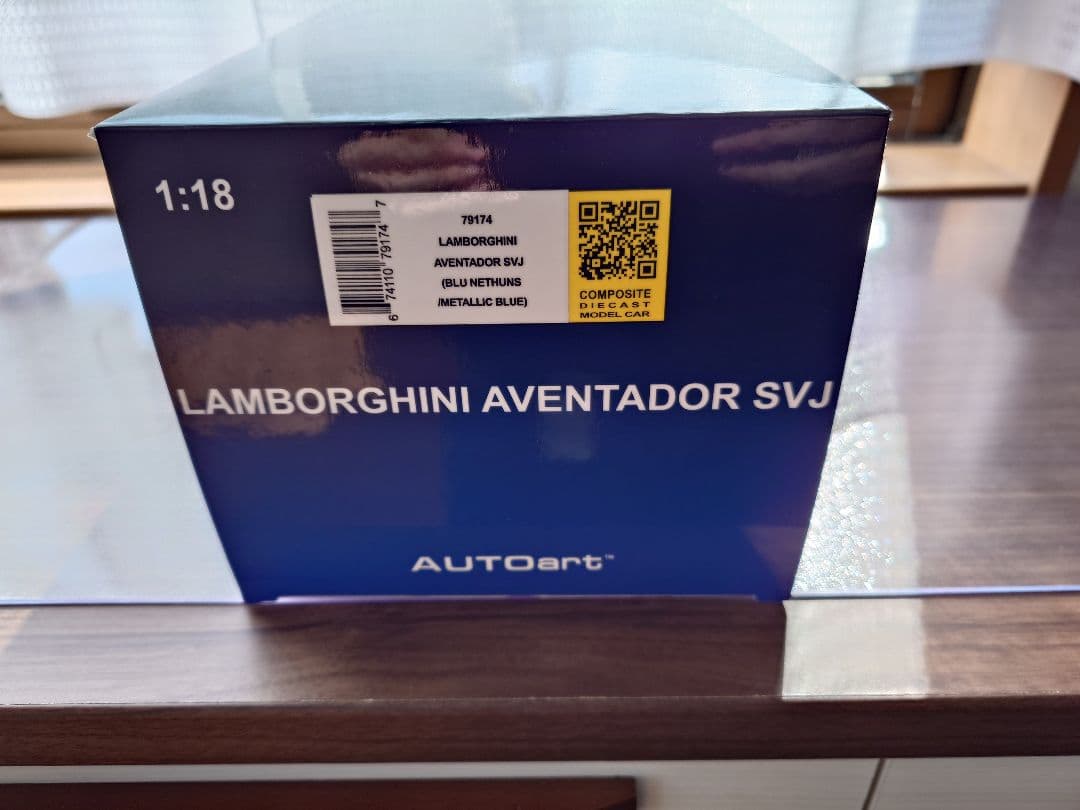 1:18
6 74110 79174 7
79174
LAMBORGHINI
AVENTADOR SVJ
(BLU NETHUNS
/METALLIC BLUE)
COMPOSITE
DIECAST
MODEL CAR
LAMBORGHINI AVENTADOR SVJ
AUTOart™